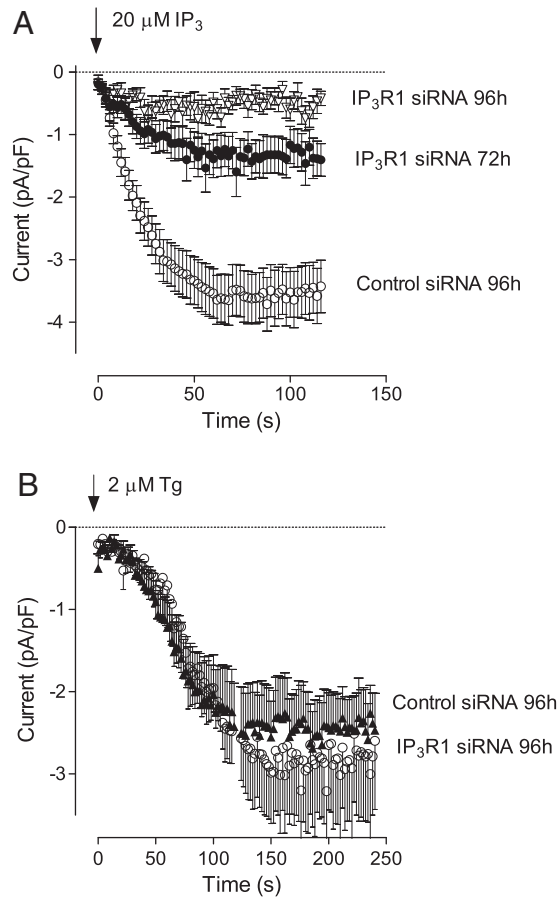 A
20 μM IP3
0
-1
-2
-3
-4
Current (pA/pF)
IP3R1 siRNA 96h
IP3R1 siRNA 72h
Control siRNA 96h
0 50 100 150
Time (s)
B
2 μM Tg
0
-1
-2
-3
Current (pA/pF)
Control siRNA 96h
IP3R1 siRNA 96h
0 50 100 150 200 250
Time (s)